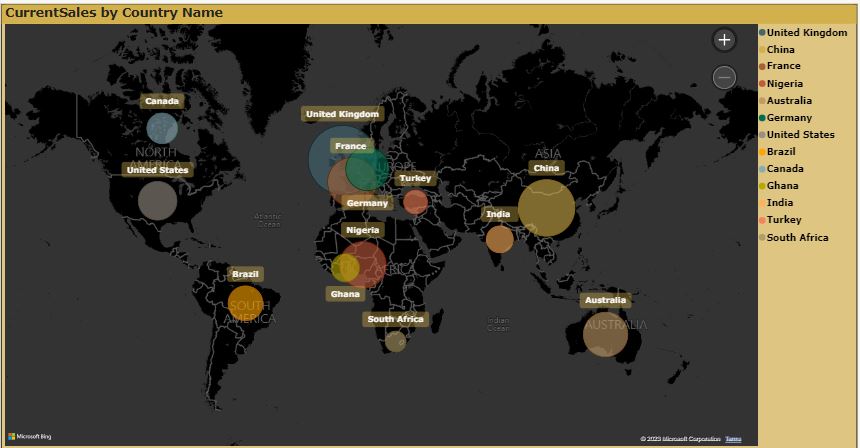 CurrentSales by Country Name
United Kingdom
China
France
Nigeria
Australia
Germany
United States
Brazil
Canada
Ghana
India
Turkey
South Africa
Canada
NORTH
AMERICA
United States
United Kingdom
France
EUROPE
Turkey
Germany
ASIA
China
India
Atlantic
Ocean
Nigeria
AFRICA
Ghana
Brazil
SOUTH
AMERICA
South Africa
Indian
Ocean
Australia
AUSTRALIA
Microsoft Bing
© 2023 Microsoft Corporation Terms